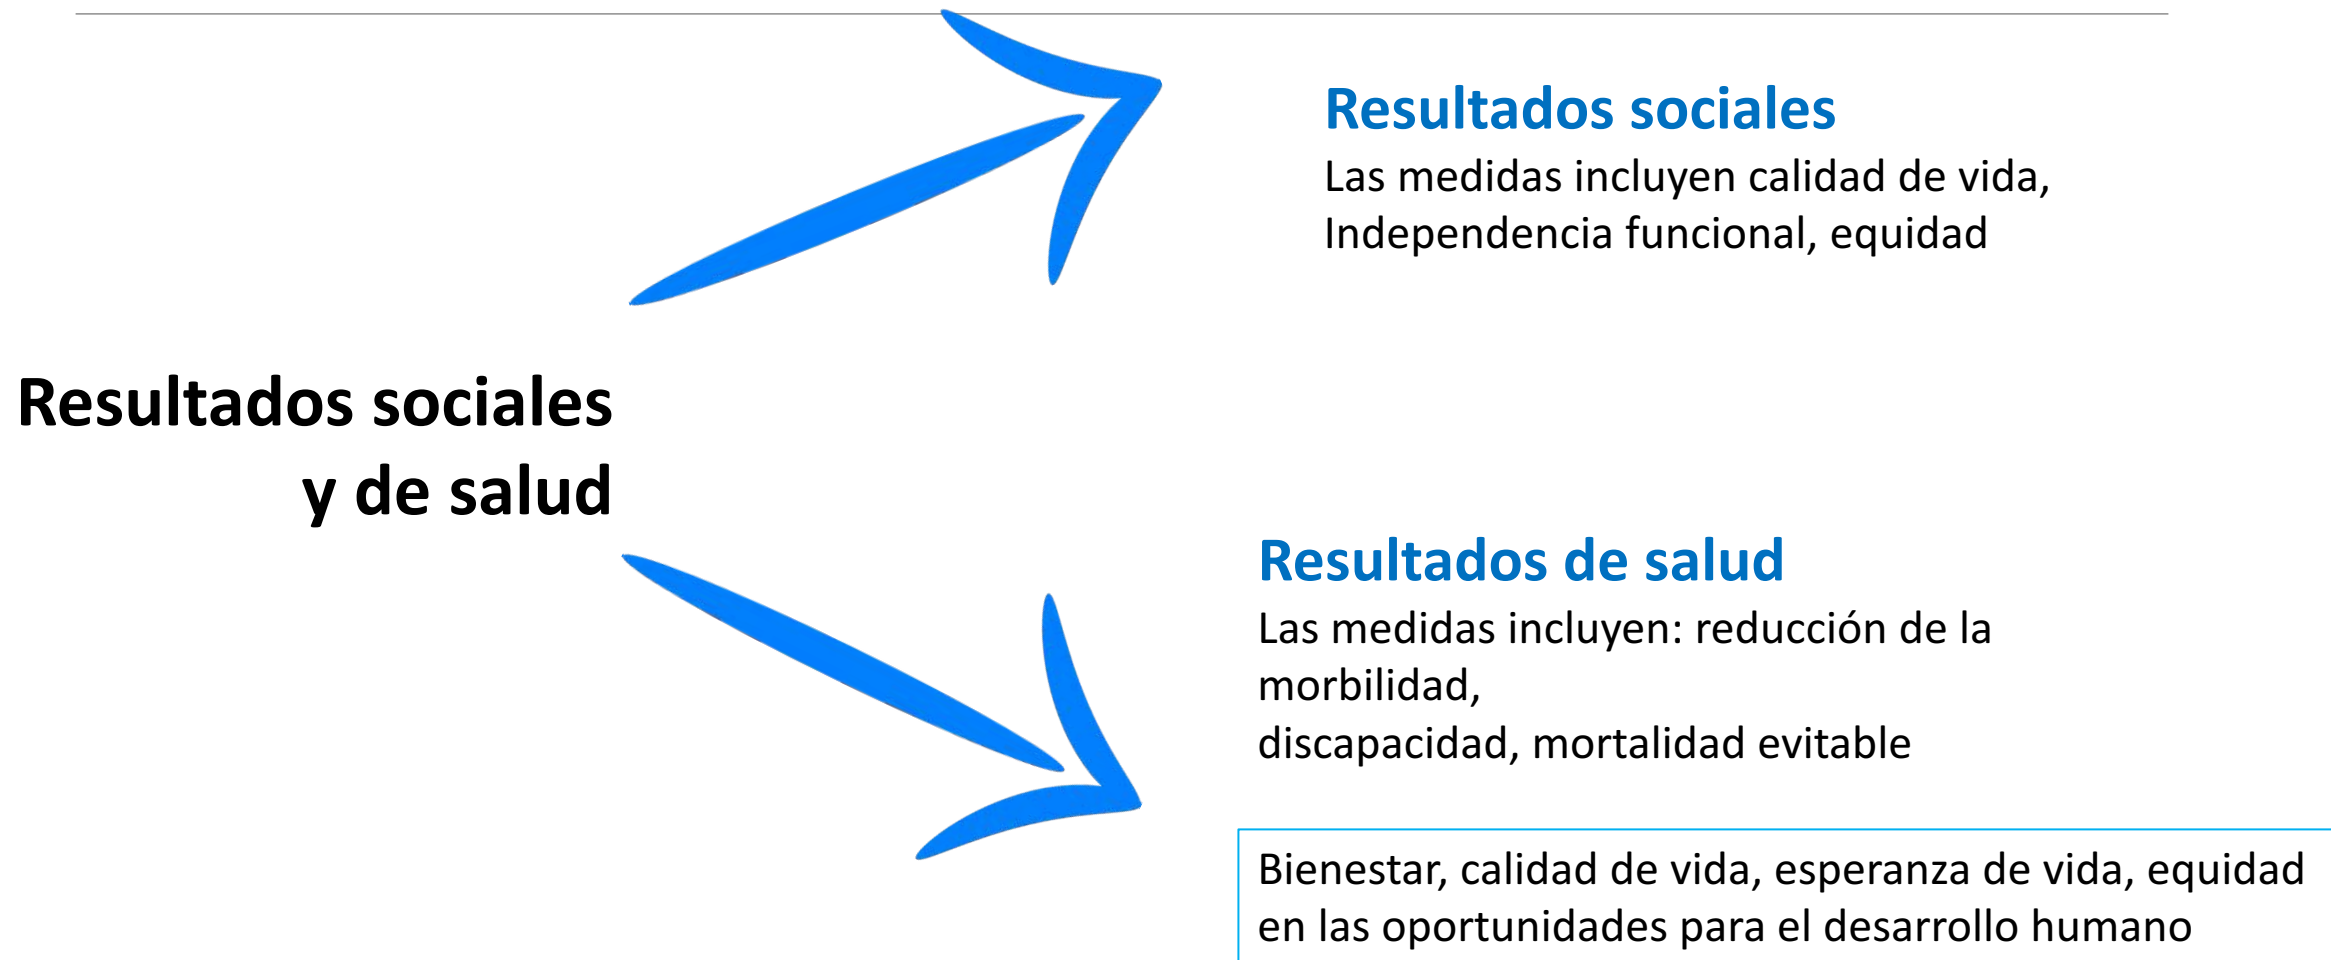 Resultados sociales
y de salud
Resultados sociales
Las medidas incluyen calidad de vida,
Independencia funcional, equidad
Resultados de salud
Las medidas incluyen: reducción de la
morbilidad,
discapacidad, mortalidad evitable
Bienestar, calidad de vida, esperanza de vida, equidad
en las oportunidades para el desarrollo humano